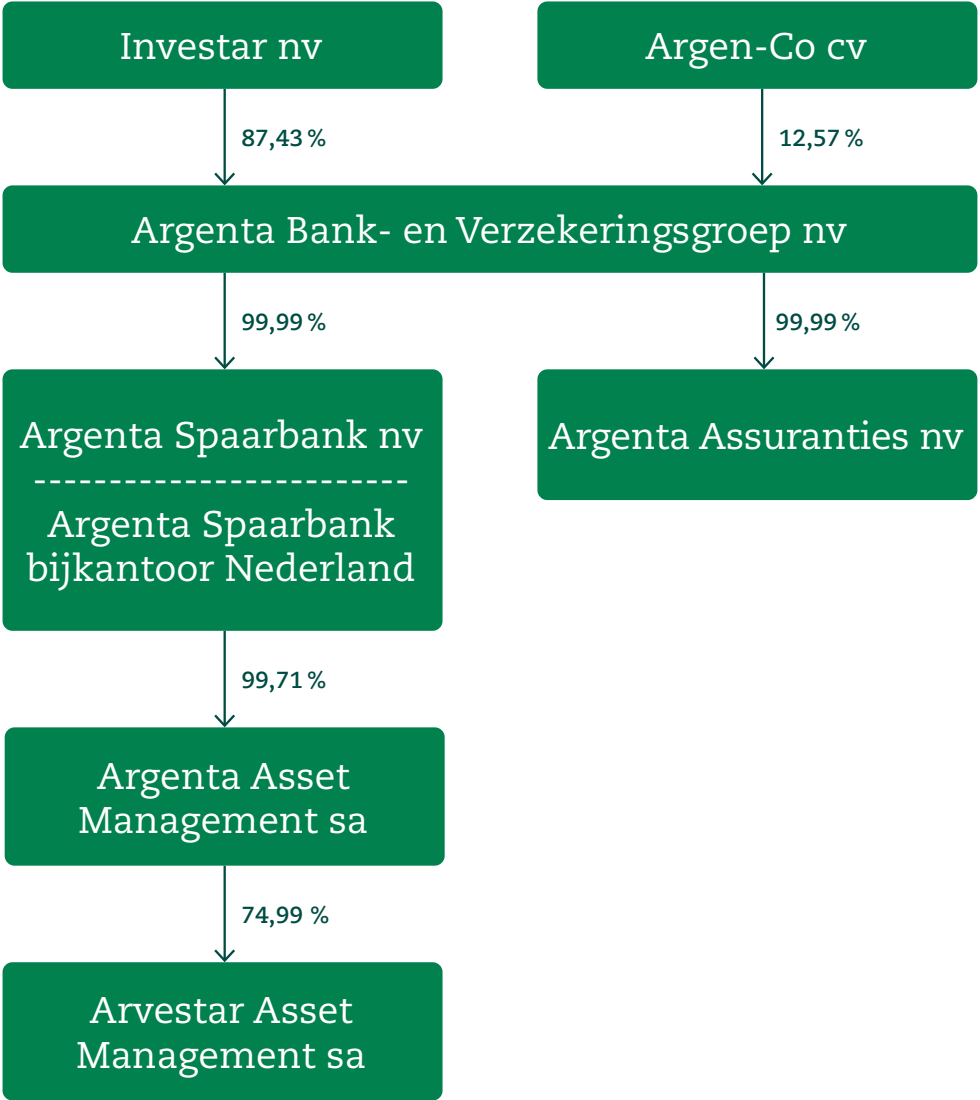 Investar nv
Argen-Co cv
87,43 %
12,57 %
Argenta Bank- en Verzekeringsgroep nv
99,99 %
99,99 %
Argenta Spaarbank nv
-------------------------
Argenta Spaarbank
bijkantoor Nederland
Argenta Assuranties nv
99,71 %
Argenta Asset
Management sa
74,99 %
Arvestar Asset
Management sa